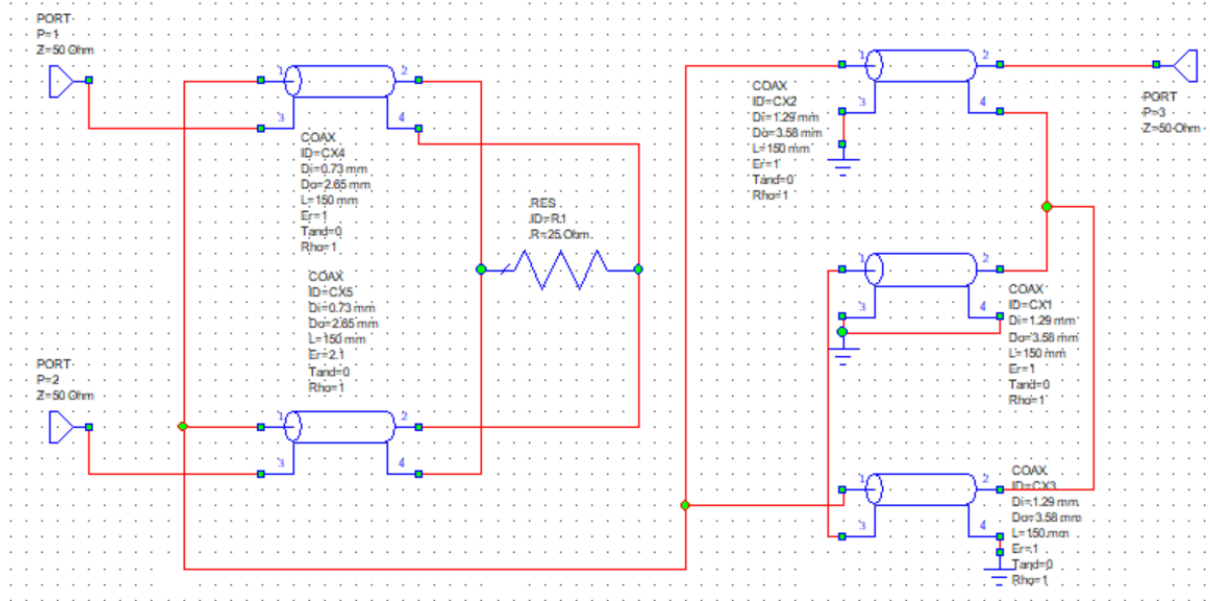 PORT
P=1
Z=50 Ohm
1
2
3
4
COAX
ID=CX4
Di=0.73 mm
Do=2.65 mm
L=150 mm
Er=1
Tand=0
Rho=1
RES
ID=R1
R=25 Ohm
COAX
ID=CX5
Di=0.73 mm
Do=2.65 mm
L=150 mm
Er=2.1
Tand=0
Rho=1
PORT
P=2
Z=50 Ohm
1
2
3
4
1
2
3
4
COAX
ID=CX2
Di=1.29 mm
Do=3.58 mm
L=150 mm
Er=1
Tand=0
Rho=1
PORT
P=3
Z=50 Ohm
1
2
3
4
COAX
ID=CX1
Di=1.29 mm
Do=3.58 mm
L=150 mm
Er=1
Tand=0
Rho=1
1
2
3
4
COAX
ID=CX3
Di=1.29 mm
Do=3.58 mm
L=150 mm
Er=1
Tand=0
Rho=1